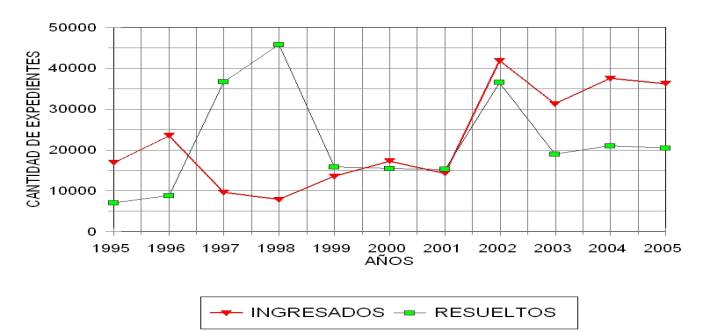 CANTIDAD DE EXPEDIENTES
50000
40000
30000
20000
10000
0
1995 1996 1997 1998 1999 2000 2001 2002 2003 2004 2005
AÑOS
INGRESADOS RESUELTOS